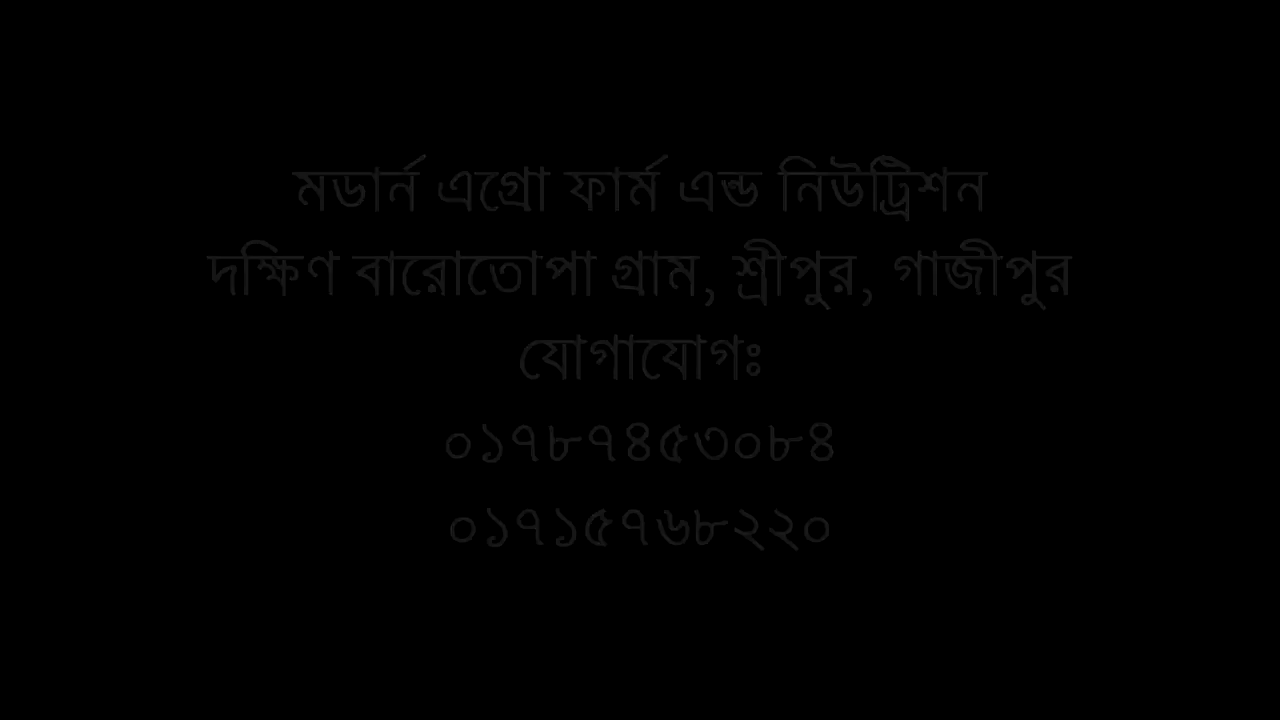 মডার্ন এগ্রো ফার্ম এন্ড নিউট্রিশন
দক্ষিণ বারোতোপা গ্রাম, শ্রীপুর, গাজীপুর
যোগাযোগঃ
০১৭৮৭৪৫৩০৮৪
০১৭১৫৭৬৮২২০